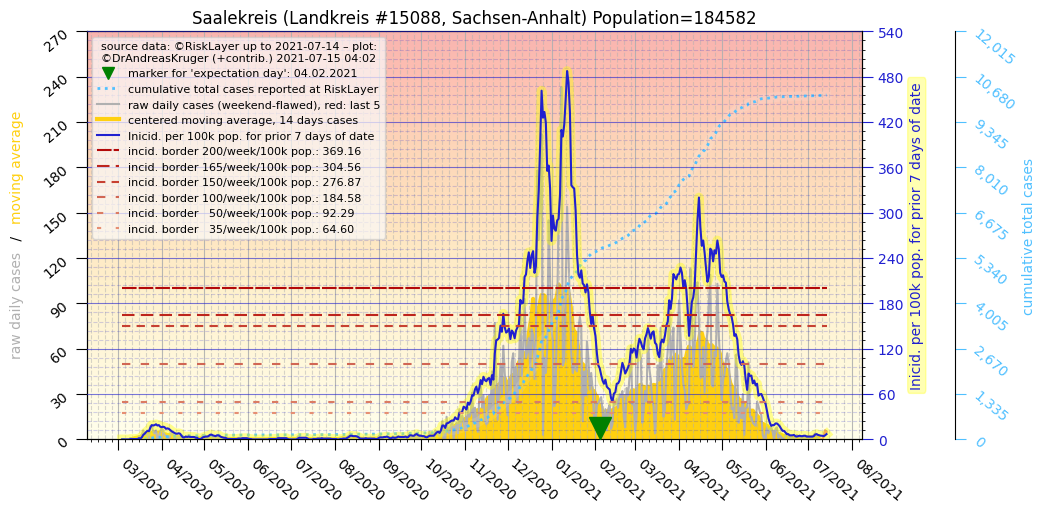 Saalekreis (Landkreis #15088, Sachsen-Anhalt) Population=184582
source data: ©RiskLayer up to 2021-07-14 – plot:
©DrAndreasKruger (+contrib.) 2021-07-15 04:02
marker for 'expectation day': 04.02.2021
cumulative total cases reported at RiskLayer
raw daily cases (weekend-flawed), red: last 5
centered moving average, 14 days cases
Inicid. per 100k pop. for prior 7 days of date
incid. border 200/week/100k pop.: 369.16
incid. border 165/week/100k pop.: 304.56
incid. border 150/week/100k pop.: 276.87
incid. border 100/week/100k pop.: 184.58
incid. border   50/week/100k pop.: 92.29
incid. border   35/week/100k pop.: 64.60
raw daily cases / moving average
270
240
210
180
150
120
90
60
30
0
540
480
420
360
300
240
180
120
60
0
Inicid. per 100k pop. for prior 7 days of date
12,015
10,680
9,345
8,010
6,675
5,340
4,005
2,670
1,335
0
cumulative total cases
03/2020
04/2020
05/2020
06/2020
07/2020
08/2020
09/2020
10/2020
11/2020
12/2020
01/2021
02/2021
03/2021
04/2021
05/2021
06/2021
07/2021
08/2021